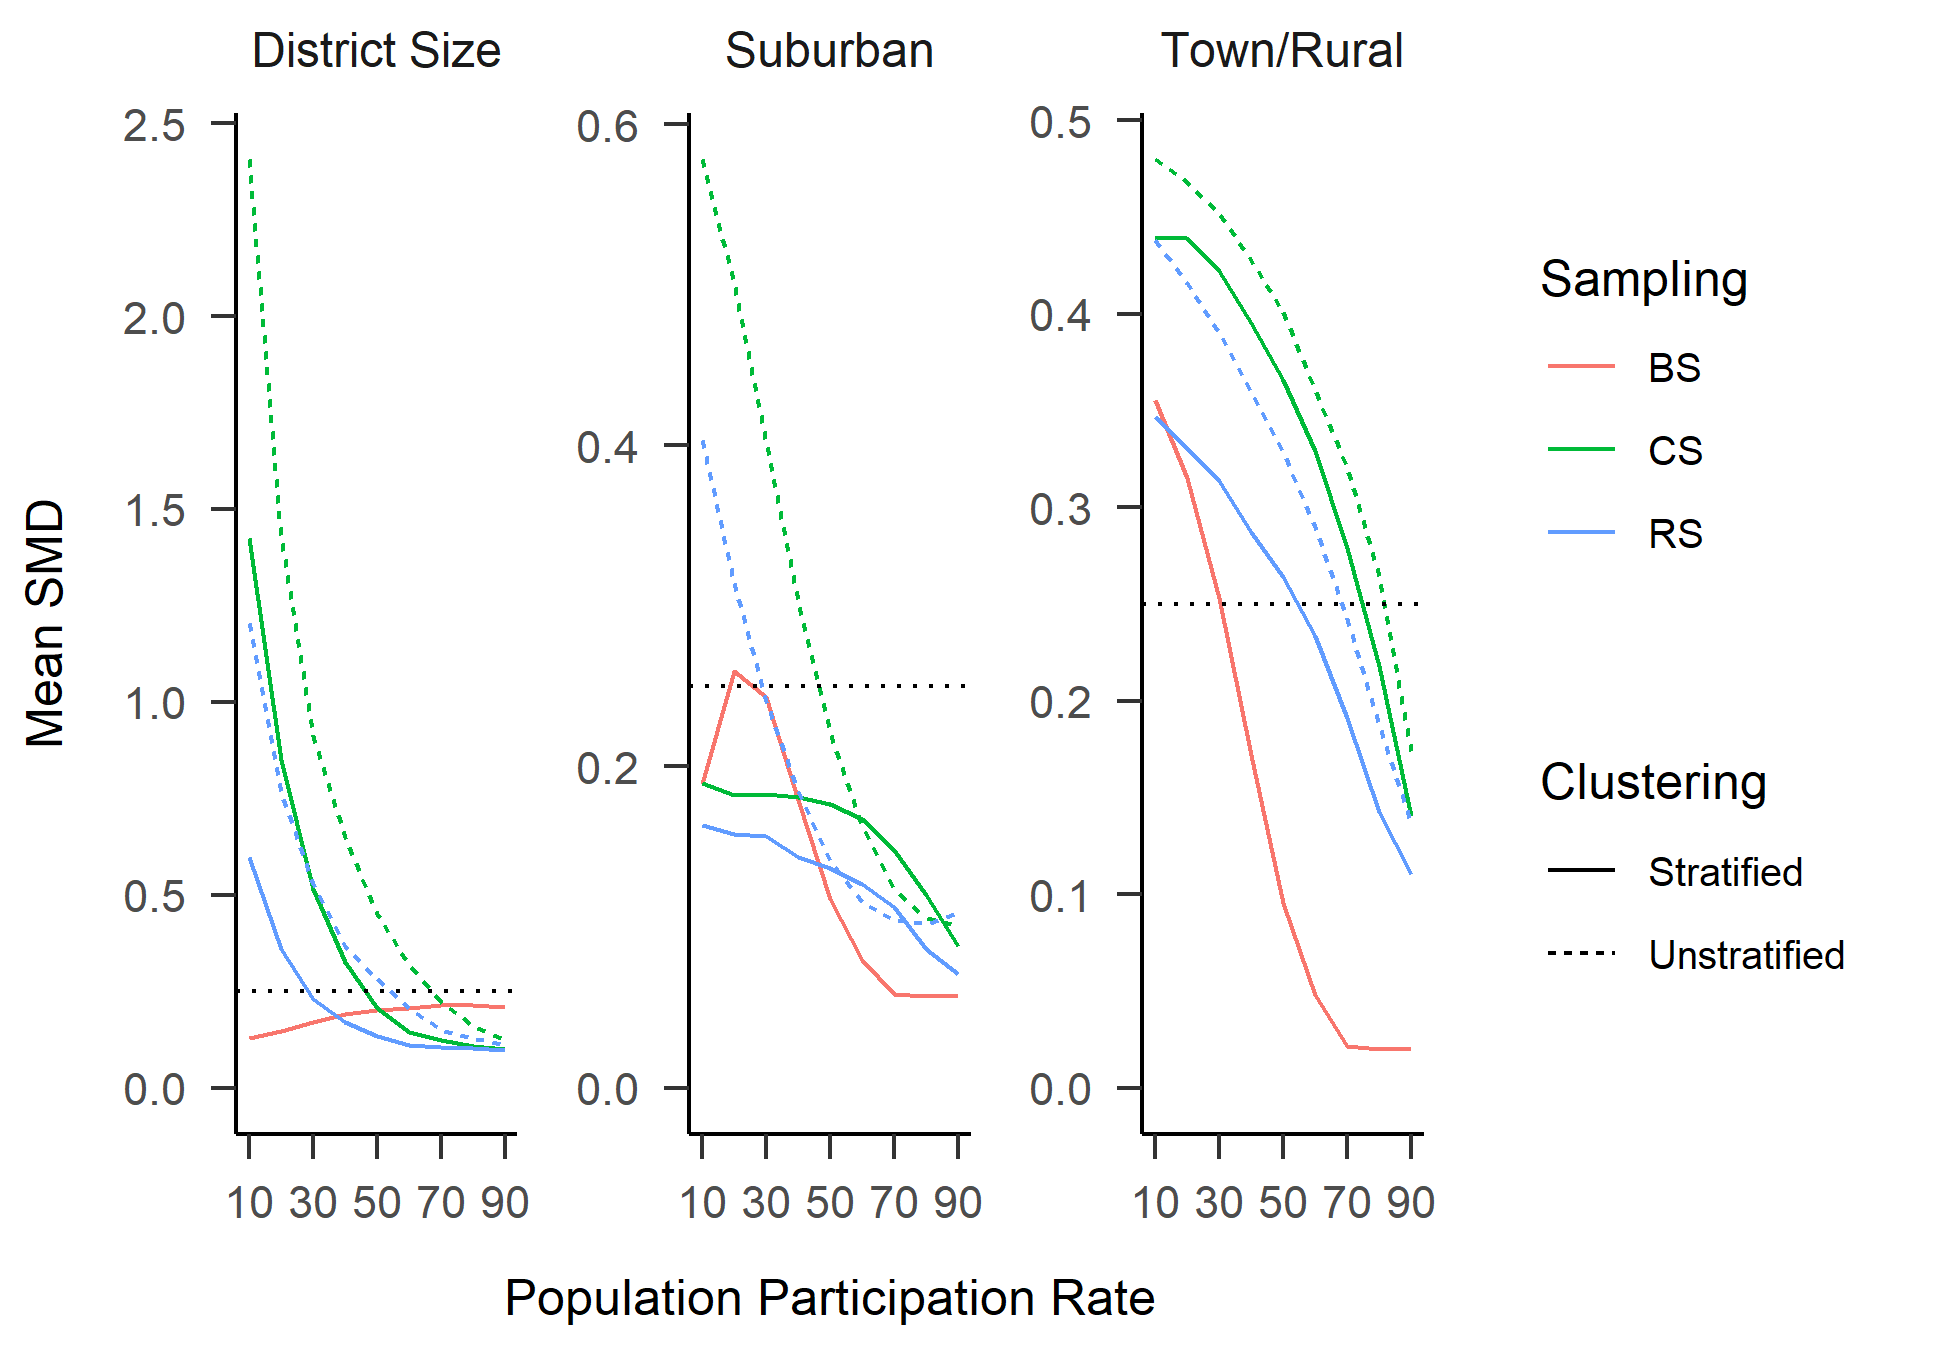 District Size
Suburban
Town/Rural
Mean SMD
2.5
2.0
1.5
1.0
0.5
0.0
0.6
0.4
0.2
0.0
0.5
0.4
0.3
0.2
0.1
0.0
10 30 50 70 90
10 30 50 70 90
10 30 50 70 90
Population Participation Rate
Sampling
BS
CS
RS
Clustering
Stratified
Unstratified